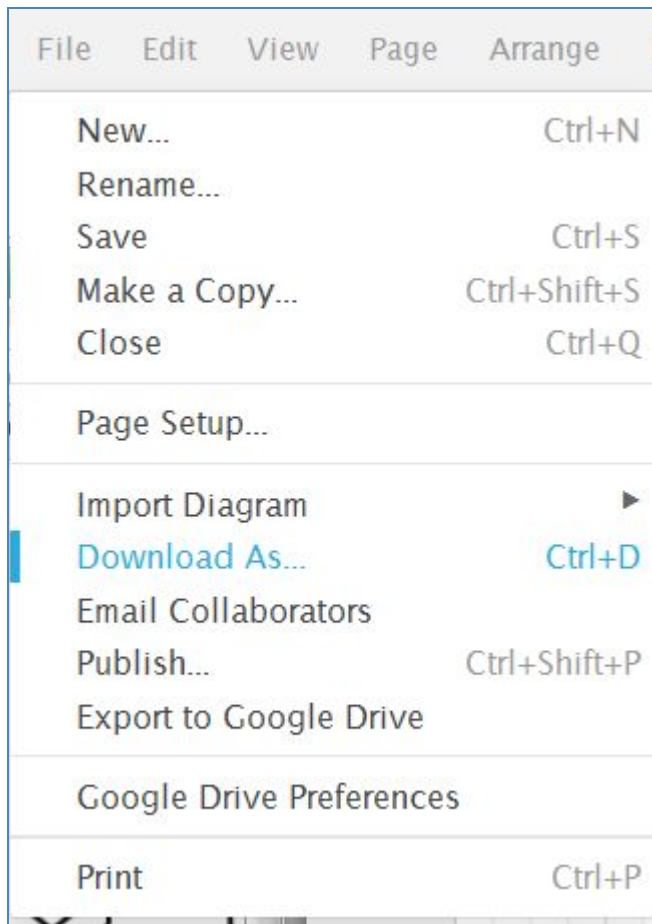 File Edit View Page Arrange
New... Ctrl+N
Rename...
Save Ctrl+S
Make a Copy... Ctrl+Shift+S
Close Ctrl+Q
Page Setup...
Import Diagram ▶
Download As... Ctrl+D
Email Collaborators
Publish... Ctrl+Shift+P
Export to Google Drive
Google Drive Preferences
Print Ctrl+P